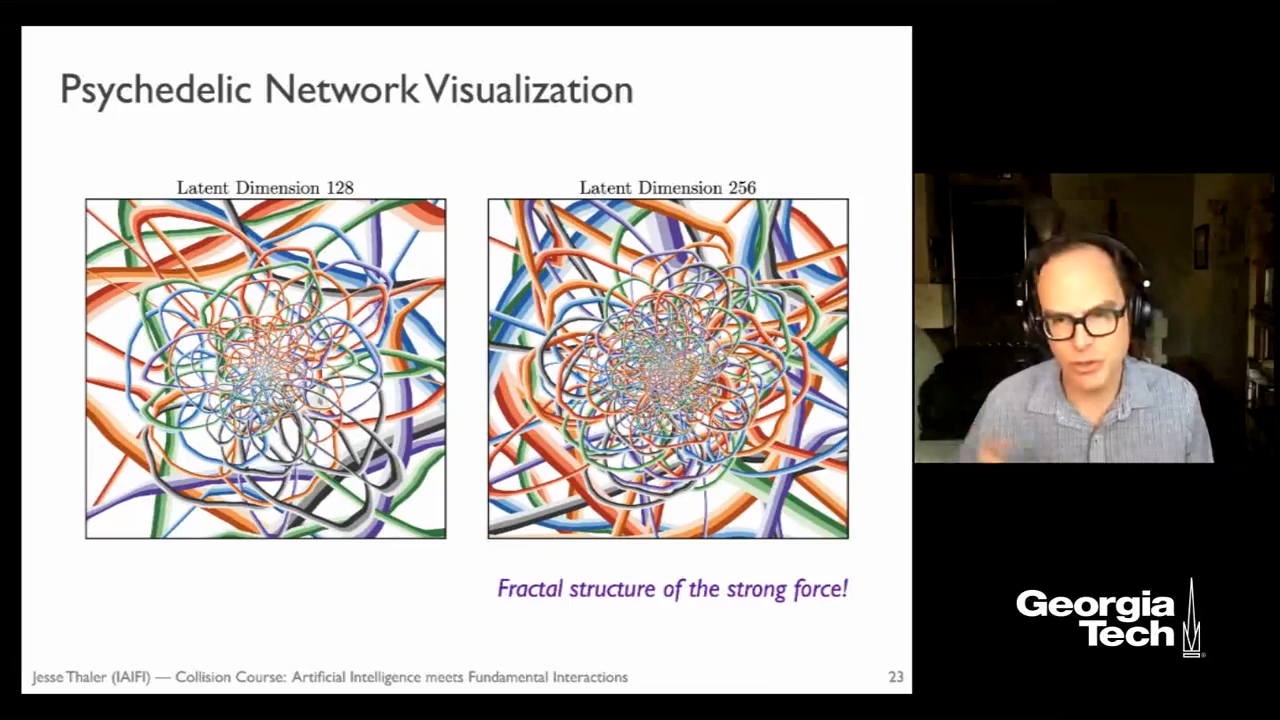 Psychedelic Network Visualization
Latent Dimension 128
Latent Dimension 256
Fractal structure of the strong force!
Jesse Thaler (IAIFI) — Collision Course: Artificial Intelligence meets Fundamental Interactions
23
Georgia
Tech